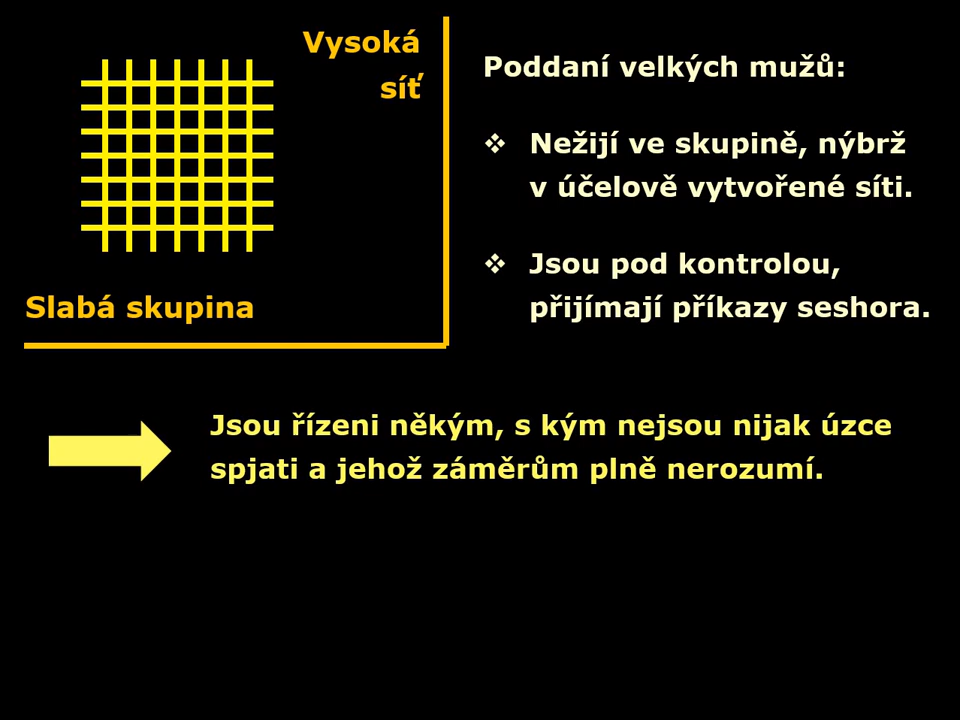 Vysoká
síť
Slabá skupina
Poddaní velkých mužů:
❖ Nežijí ve skupině, nýbrž
v účelově vytvořené síti.
❖ Jsou pod kontrolou,
přijímají příkazy seshora.
Jsou řízeni někým, s kým nejsou nijak úzce
spjati a jehož záměrům plně nerozumí.